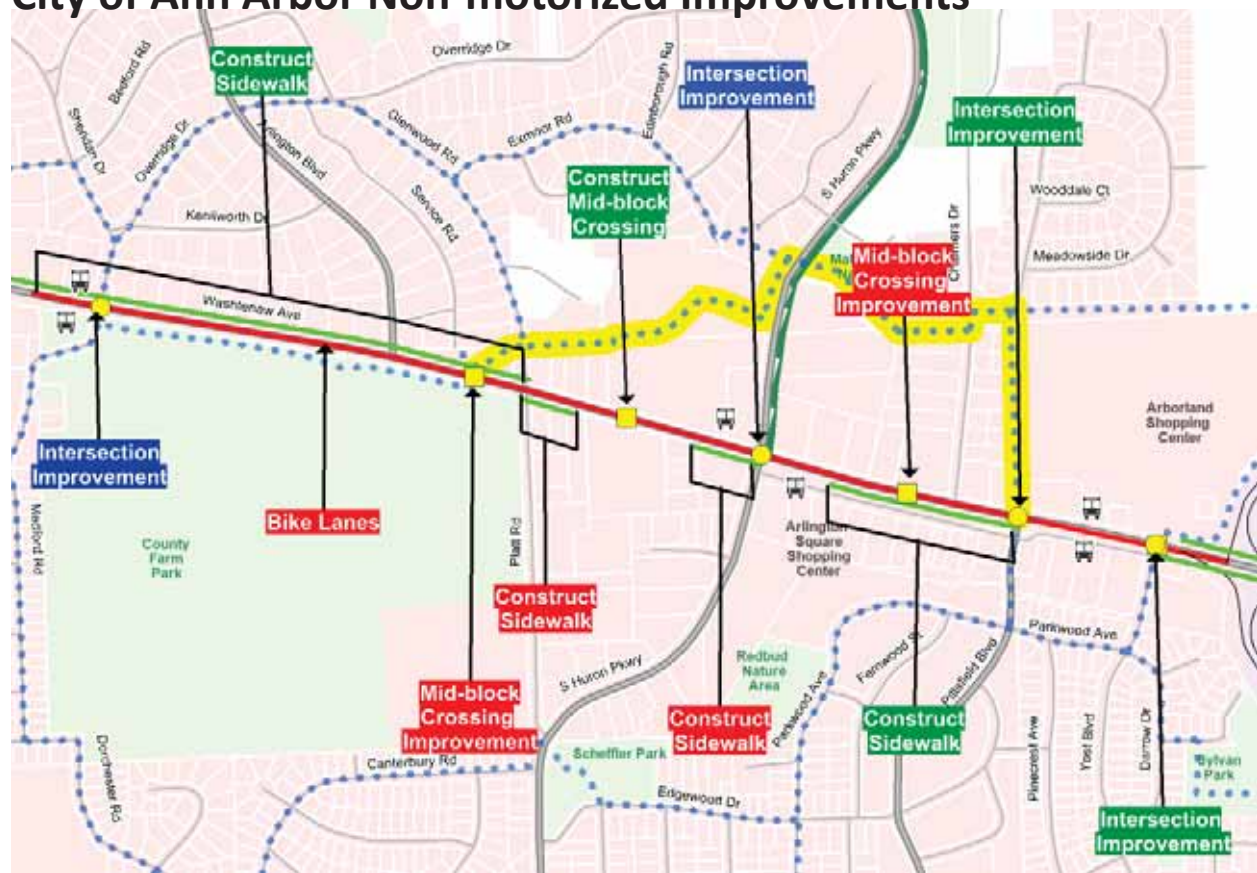 City of Ann Arbor Non-motorized Improvements
Overridge Dr
Bedford Rd
Construct
Sidewalk
Edinborough Rd
Intersection
Improvement
Intersection
Improvement
Sheridan Dr
Overridge Dr
Arlington Blvd
Glenwood Rd
Exmoor Rd
S Huron Pkwy
Construct
Mid-block
Crossing
Service Rd
Wooddale Ct
Kenilworth Dr
Chalmers Dr
Meadowside Dr
Mid-block
Crossing
Improvement
Washtenaw Ave
Arborland
Shopping
Center
Intersection
Improvement
Bike Lanes
Medford Rd
County
Farm
Park
Platt Rd
Arlington
Square
Shopping
Center
Construct
Sidewalk
Parkwood Ave
S Huron Pkwy
Redbud
Nature
Area
Fernwood St
Pittsfield Blvd
Mid-block
Crossing
Improvement
Construct
Sidewalk
Parkwood Ave
Construct
Sidewalk
Pinecrest Ave
Yost Blvd
Darrow Dr
Dorchester Rd
Canterbury Rd
Scheffler Park
Sylvan
Park
Edgewood Dr
Intersection
Improvement